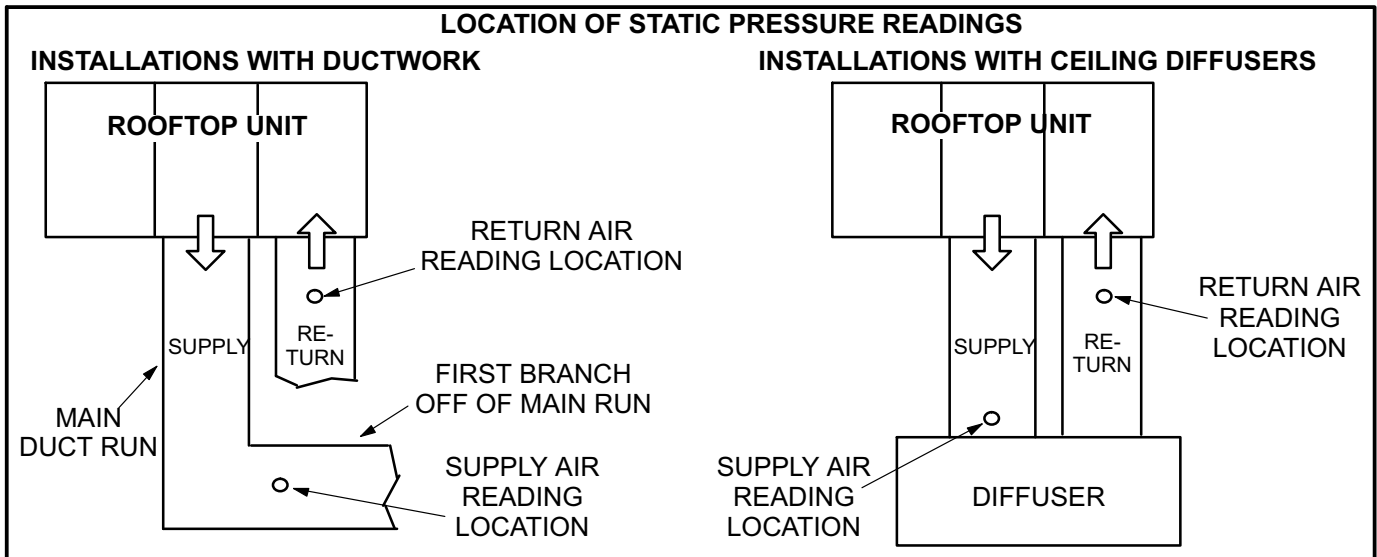 LOCATION OF STATIC PRESSURE READINGS
INSTALLATIONS WITH DUCTWORK
ROOFTOP UNIT
RETURN AIR
READING LOCATION
SUPPLY
RE-
TURN
FIRST BRANCH
OFF OF MAIN RUN
MAIN
DUCT RUN
SUPPLY AIR
READING
LOCATION
INSTALLATIONS WITH CEILING DIFFUSERS
ROOFTOP UNIT
RETURN AIR
READING
LOCATION
SUPPLY
RE-
TURN
SUPPLY AIR
READING
LOCATION
DIFFUSER